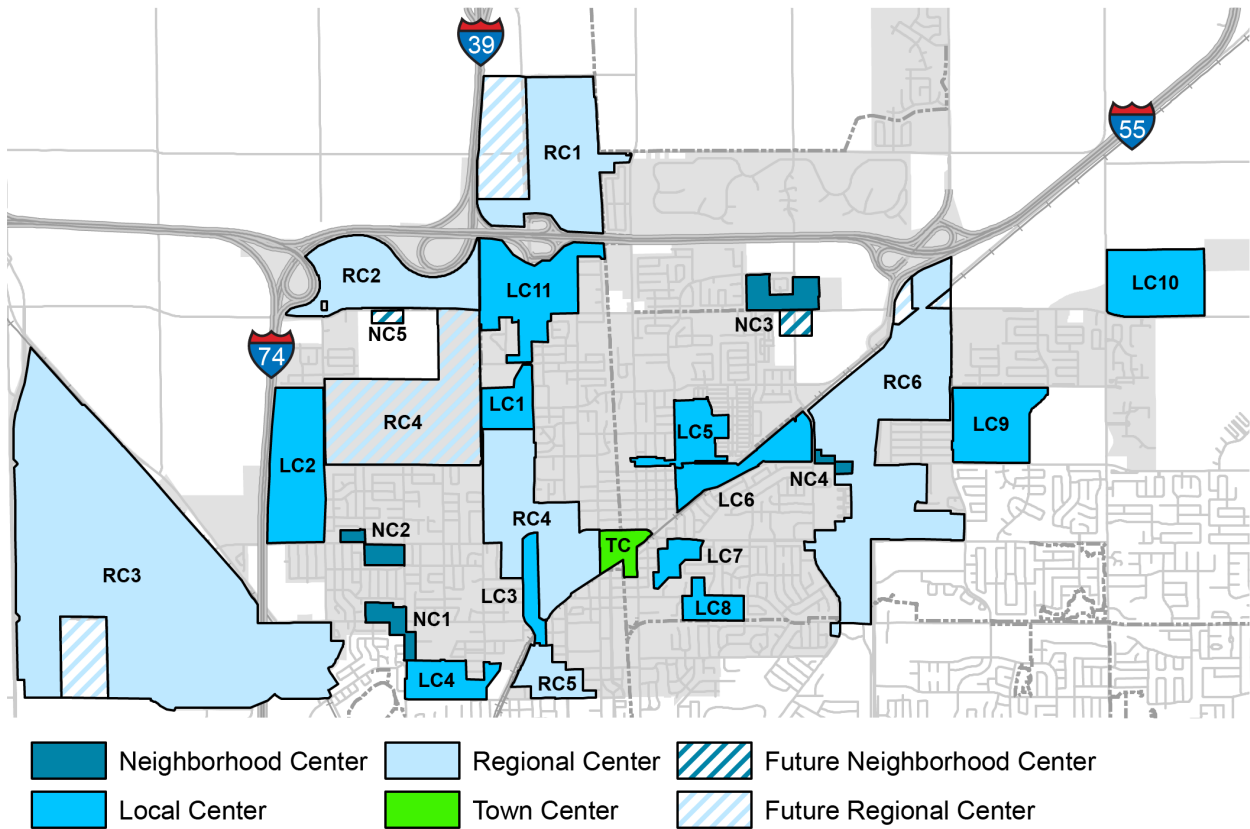 39
55
RC1
RC2
LC11
LC10
NC5
NC3
74
RC6
RC4
LC1
LC5
LC9
LC2
NC4
LC6
RC4
NC2
TC
LC7
RC3
LC3
LC8
NC1
LC4
RC5
Neighborhood Center
Regional Center
Future Neighborhood Center
Local Center
Town Center
Future Regional Center